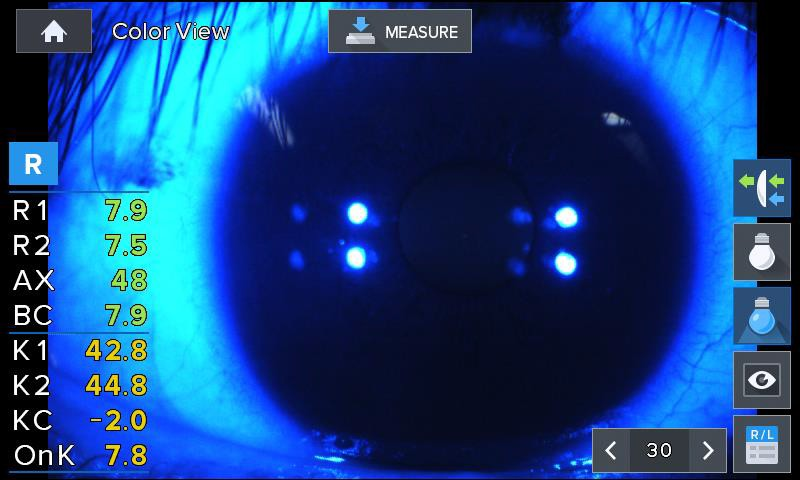 Color View
MEASURE
R
R1 7.9
R2 7.5
AX 48
BC 7.9
K1 42.8
K2 44.8
KC -2.0
OnK 7.8
30
R/L